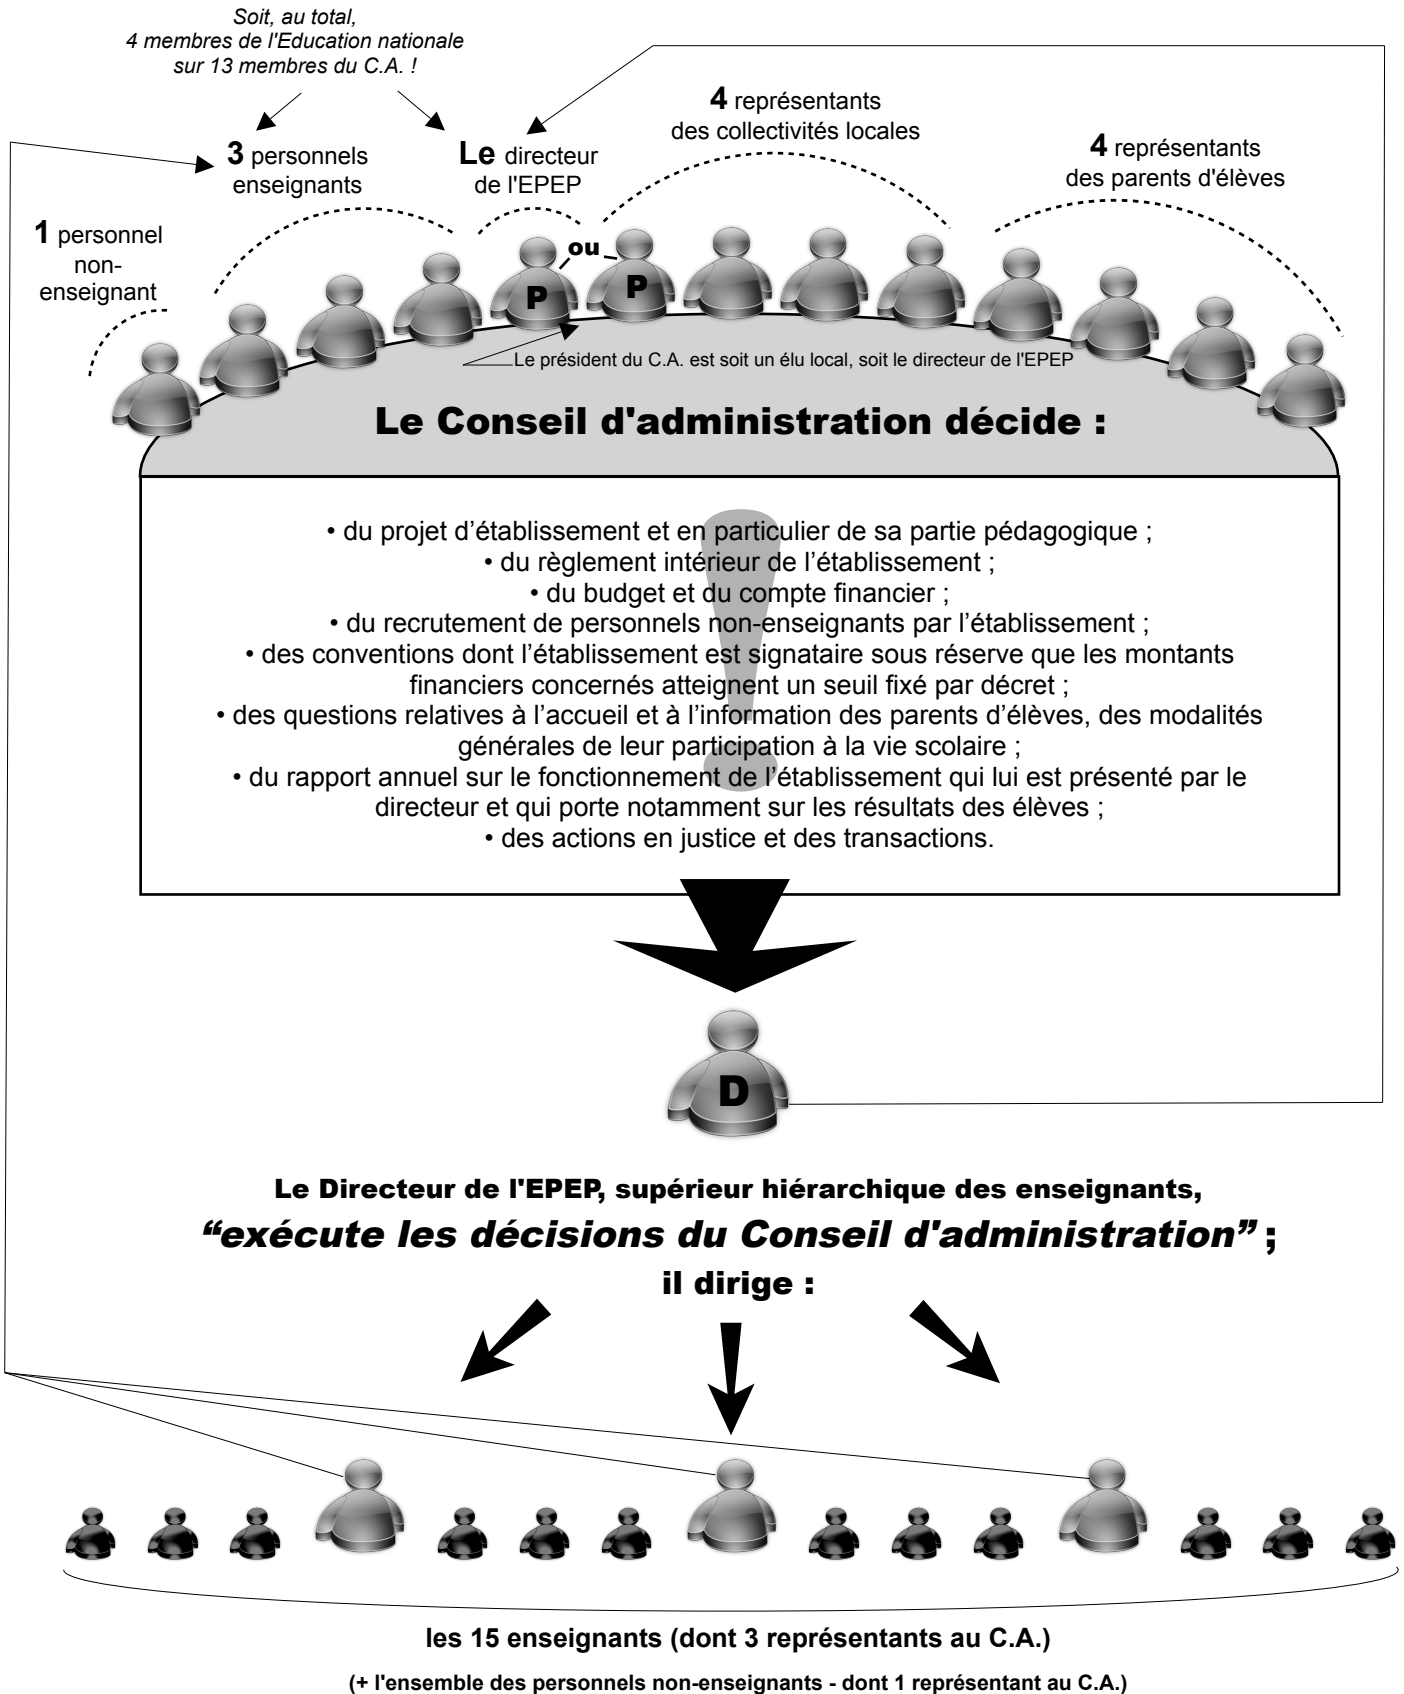 Soit, au total,
4 membres de l'Education nationale
sur 13 membres du C.A. !
4 représentants
des collectivités locales
3 personnels
enseignants
Le directeur
de l'EPEP
4 représentants
des parents d'élèves
1 personnel
non-
enseignant
ou
P
P
Le président du C.A. est soit un élu local, soit le directeur de l'EPEP
Le Conseil d'administration décide :
• du projet d’établissement et en particulier de sa partie pédagogique ;
• du règlement intérieur de l’établissement ;
• du budget et du compte financier ;
• du recrutement de personnels non-enseignants par l’établissement ;
• des conventions dont l’établissement est signataire sous réserve que les montants
financiers concernés atteignent un seuil fixé par décret ;
• des questions relatives à l’accueil et à l’information des parents d’élèves, des modalités
générales de leur participation à la vie scolaire ;
• du rapport annuel sur le fonctionnement de l’établissement qui lui est présenté par le
directeur et qui porte notamment sur les résultats des élèves ;
• des actions en justice et des transactions.
!
D
Le Directeur de l'EPEP, supérieur hiérarchique des enseignants,
“exécute les décisions du Conseil d'administration” ;
il dirige :
les 15 enseignants (dont 3 représentants au C.A.)
(+ l'ensemble des personnels non-enseignants - dont 1 représentant au C.A.)